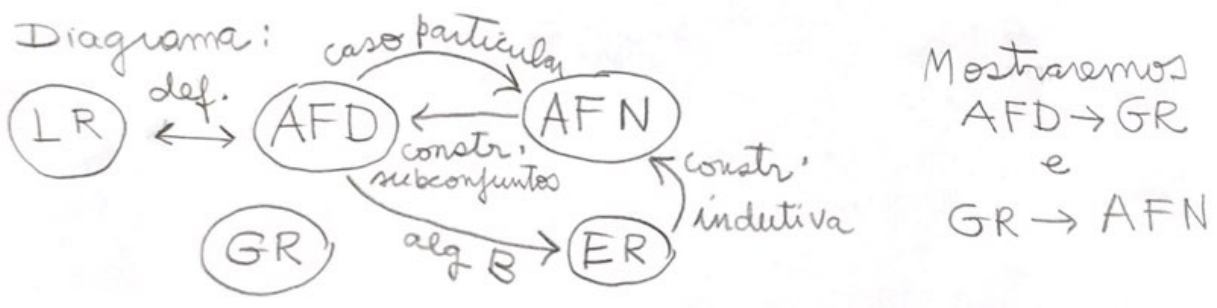 Diagrama:
caso particular
def.
LR
AFD
AFN
constr.
subconjuntos
constr.
indutiva
GR
alg B
ER
Mostraremos
AFD → GR
e
GR → AFN